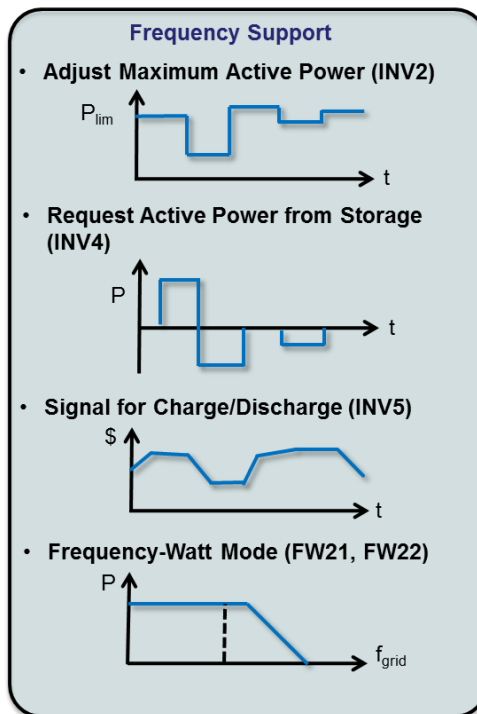 Frequency Support
• Adjust Maximum Active Power (INV2)
Plim
t
• Request Active Power from Storage
(INV4)
P
t
• Signal for Charge/Discharge (INV5)
$
t
• Frequency-Watt Mode (FW21, FW22)
P
fgrid